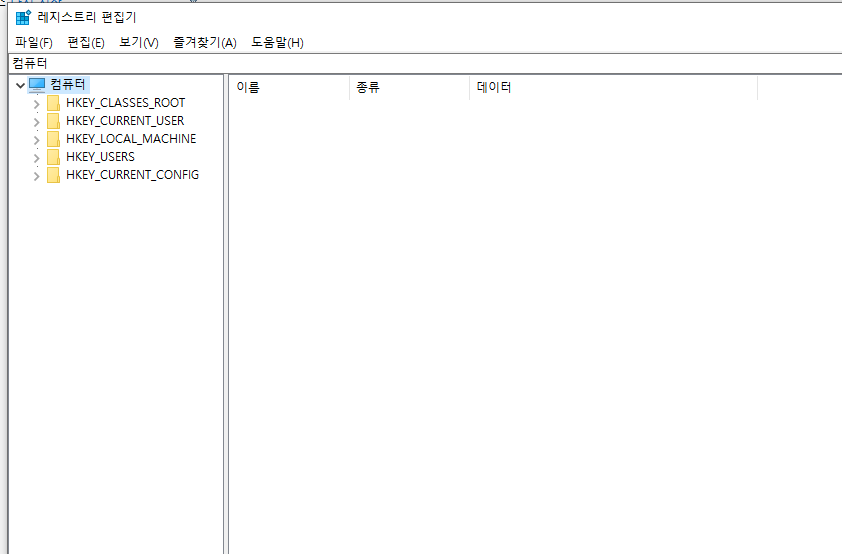 레지스트리 편집기
파일(F) 편집(E) 보기(V) 즐겨찾기(A) 도움말(H)
컴퓨터
컴퓨터
HKEY_CLASSES_ROOT
HKEY_CURRENT_USER
HKEY_LOCAL_MACHINE
HKEY_USERS
HKEY_CURRENT_CONFIG
이름 종류 데이터